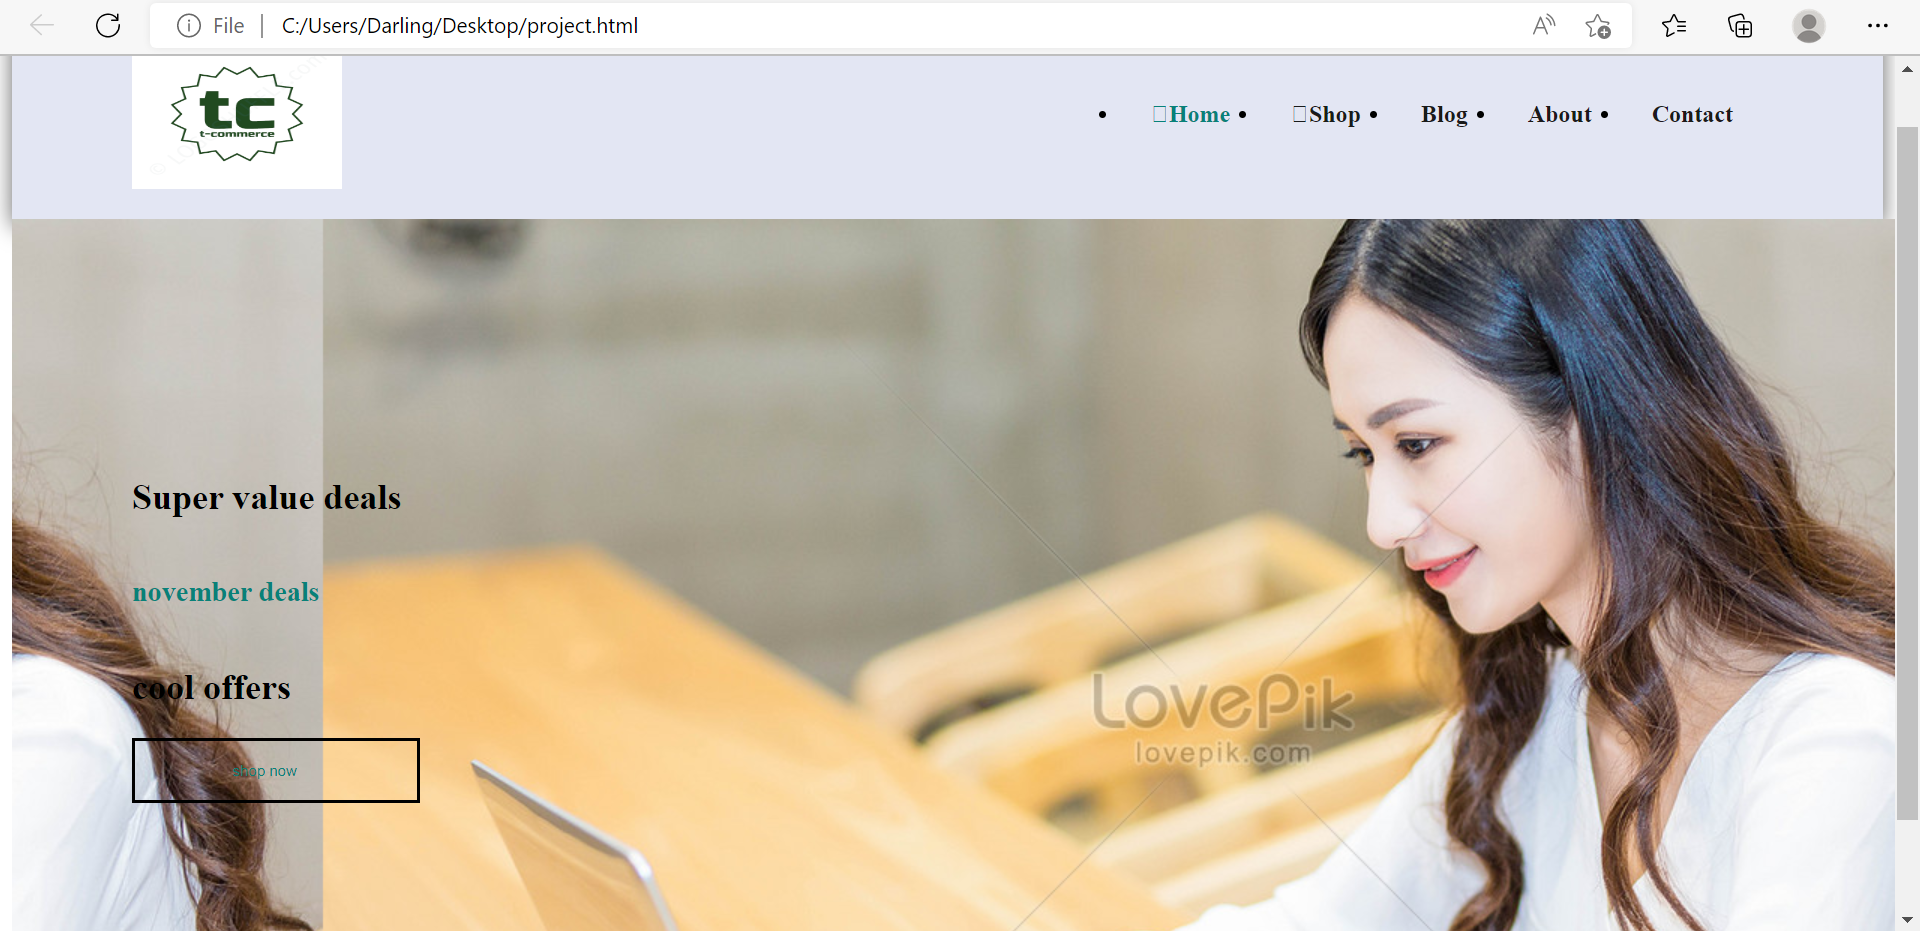 File C:/Users/Darling/Desktop/project.html
tc
t-commerce
Home Shop Blog About Contact
Super value deals
november deals
cool offers
shop now
LovePik
lovepik.com